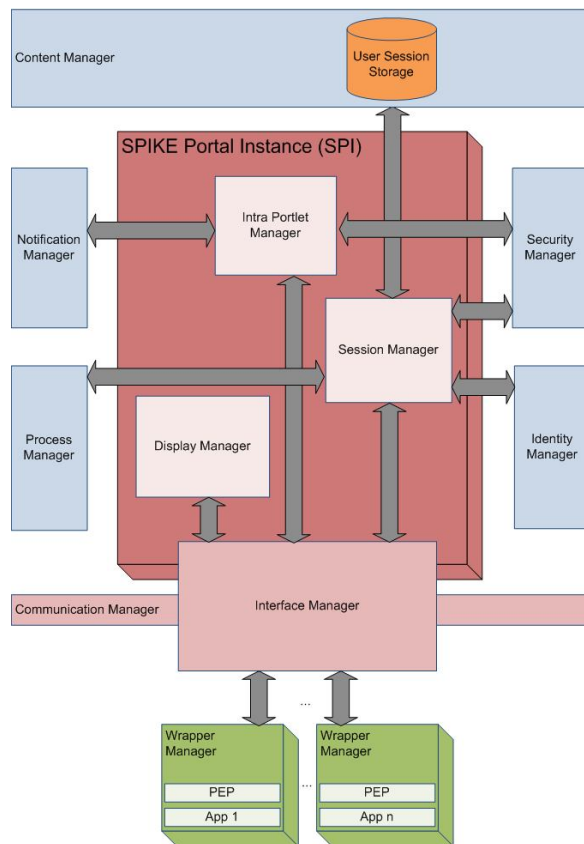 Content Manager
User Session
Storage
SPIKE Portal Instance (SPI)
Notification
Manager
Intra Portlet
Manager
Security
Manager
Session Manager
Process
Manager
Display Manager
Identity
Manager
Communication Manager
Interface Manager
...
Wrapper
Manager
PEP
App 1
...
Wrapper
Manager
PEP
App n